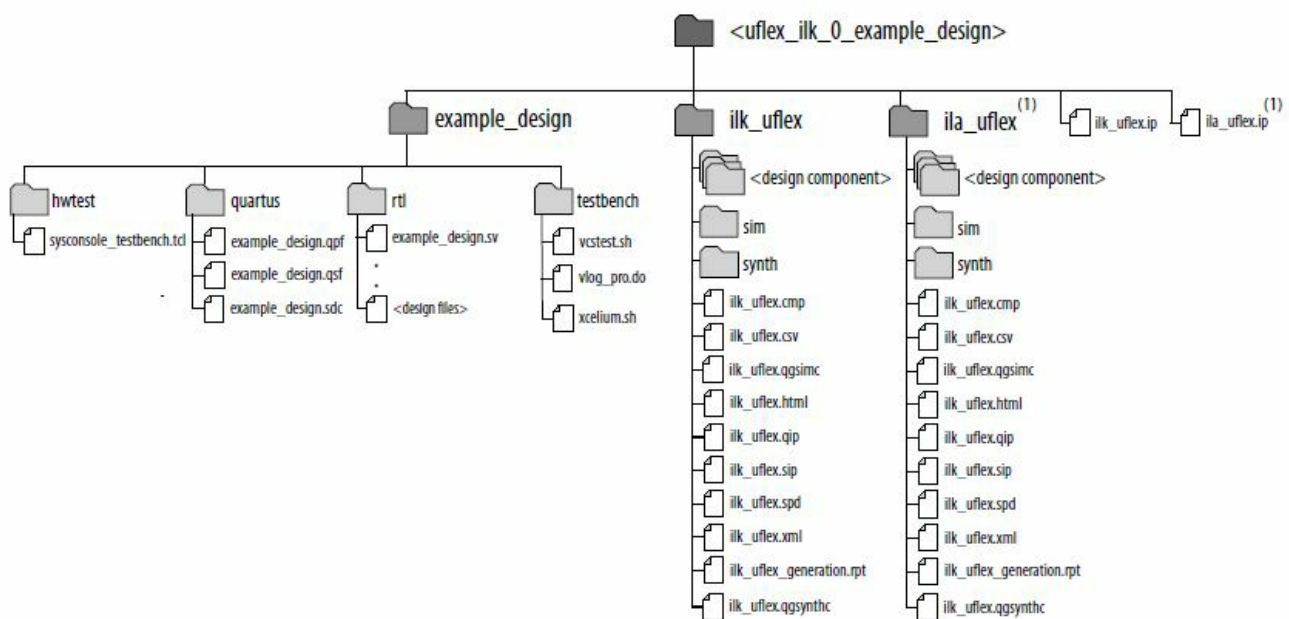 <uflex_ilk_0_example_design>
example_design
ilk_uflex
ila_uflex (1)
ilk_uflex.ip
ila_uflex.ip (1)
hwtest
sysconsole_testbench.tcl
quartus
example_design.qpf
example_design.qsf
example_design.sdc
rtl
example_design.sv
.
.
<design files>
testbench
vcstest.sh
vlog_pro.do
xcelium.sh
<design component>
sim
synth
ilk_uflex.cmp
ilk_uflex.csv
ilk_uflex.qgsimc
ilk_uflex.html
ilk_uflex.qip
ilk_uflex.sip
ilk_uflex.spd
ilk_uflex.xml
ilk_uflex_generation.rpt
ilk_uflex.qgsynthc
<design component>
sim
synth
ilk_uflex.cmp
ilk_uflex.csv
ilk_uflex.qgsimc
ilk_uflex.html
ilk_uflex.qip
ilk_uflex.sip
ilk_uflex.spd
ilk_uflex.xml
ilk_uflex_generation.rpt
ilk_uflex.qgsynthc